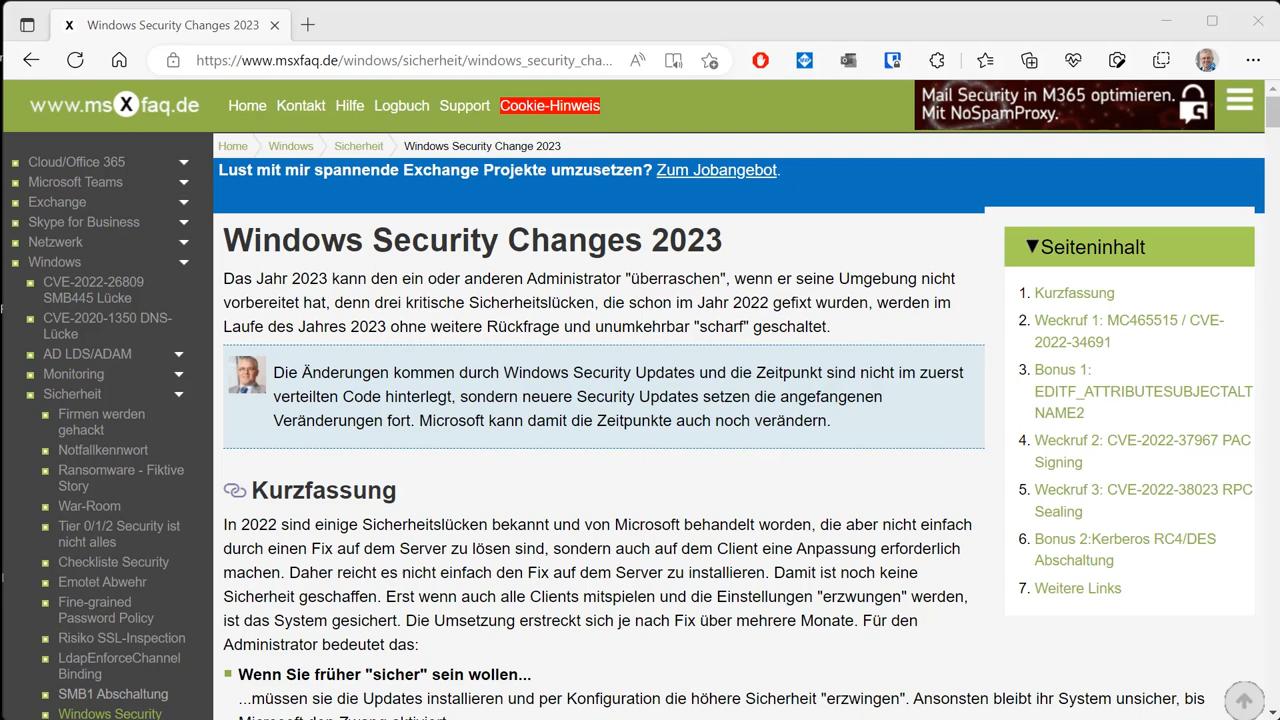 Windows Security Changes 2023
https://www.msxfaq.de/windows/sicherheit/windows_security_cha...
www.msXfaq.de
Home Kontakt Hilfe Logbuch Support Cookie-Hinweis
Mail Security in M365 optimieren.
Mit NoSpamProxy.
Cloud/Office 365
Microsoft Teams
Exchange
Skype for Business
Netzwerk
Windows
CVE-2022-26809
SMB445 Lücke
CVE-2020-1350 DNS-
Lücke
AD LDS/ADAM
Monitoring
Sicherheit
Firmen werden
gehackt
Notfallkennwort
Ransomware - Fiktive
Story
War-Room
Tier 0/1/2 Security ist
nicht alles
Checkliste Security
Emotet Abwehr
Fine-grained
Password Policy
Risiko SSL-Inspection
LdapEnforceChannel
Binding
SMB1 Abschaltung
Windows Security
Home Windows Sicherheit Windows Security Change 2023
Lust mit mir spannende Exchange Projekte umzusetzen? Zum Jobangebot.
Windows Security Changes 2023
Das Jahr 2023 kann den ein oder anderen Administrator "überraschen", wenn er seine Umgebung nicht
vorbereitet hat, denn drei kritische Sicherheitslücken, die schon im Jahr 2022 gefixt wurden, werden im
Laufe des Jahres 2023 ohne weitere Rückfrage und unumkehrbar "scharf" geschaltet.
Die Änderungen kommen durch Windows Security Updates und die Zeitpunkt sind nicht im zuerst
verteilten Code hinterlegt, sondern neuere Security Updates setzen die angefangenen
Veränderungen fort. Microsoft kann damit die Zeitpunkte auch noch verändern.
Kurzfassung
In 2022 sind einige Sicherheitslücken bekannt und von Microsoft behandelt worden, die aber nicht einfach
durch einen Fix auf dem Server zu lösen sind, sondern auch auf dem Client eine Anpassung erforderlich
machen. Daher reicht es nicht einfach den Fix auf dem Server zu installieren. Damit ist noch keine
Sicherheit geschaffen. Erst wenn auch alle Clients mitspielen und die Einstellungen "erzwungen" werden,
ist das System gesichert. Die Umsetzung erstreckt sich je nach Fix über mehrere Monate. Für den
Administrator bedeutet das:
Wenn Sie früher "sicher" sein wollen...
...müssen sie die Updates installieren und per Konfiguration die höhere Sicherheit "erzwingen". Ansonsten bleibt ihr System unsicher, bis
Microsoft den Zwang aktiviert
▼Seiteninhalt
1. Kurzfassung
2. Weckruf 1: MC465515 / CVE-
2022-34691
3. Bonus 1:
EDITF_ATTRIBUTESUBJECTALT
NAME2
4. Weckruf 2: CVE-2022-37967 PAC
Signing
5. Weckruf 3: CVE-2022-38023 RPC
Sealing
6. Bonus 2:Kerberos RC4/DES
Abschaltung
7. Weitere Links